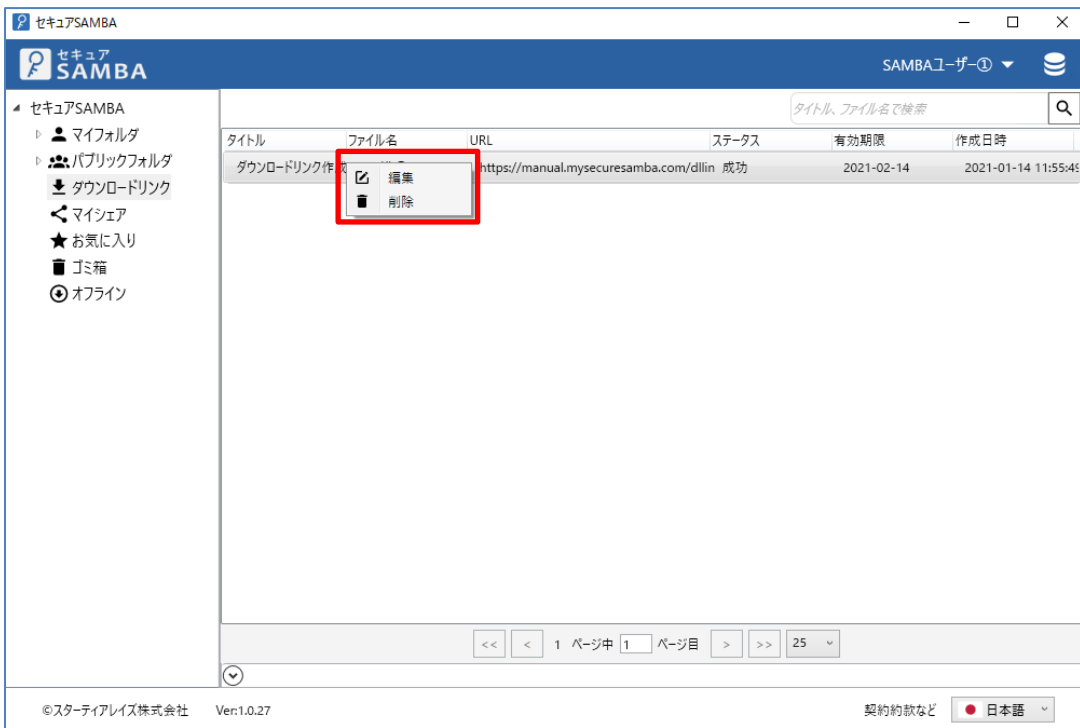 セキュアSAMBA
セキュア
SAMBA
SAMBAユーザー①
セキュアSAMBA
マイフォルダ
パブリックフォルダ
ダウンロードリンク
マイシェア
お気に入り
ゴミ箱
オフライン
タイトル、ファイル名で検索
タイトル ファイル名 URL ステータス 有効期限 作成日時
ダウンロードリンク作成 https://manual.mysecuresamba.com/dllin 成功 2021-02-14 2021-01-14 11:55:49
編集
削除
<< < 1 ページ中 1 ページ目 > >> 25
©スターティアレイズ株式会社 Ver:1.0.27 契約約款など 日本語